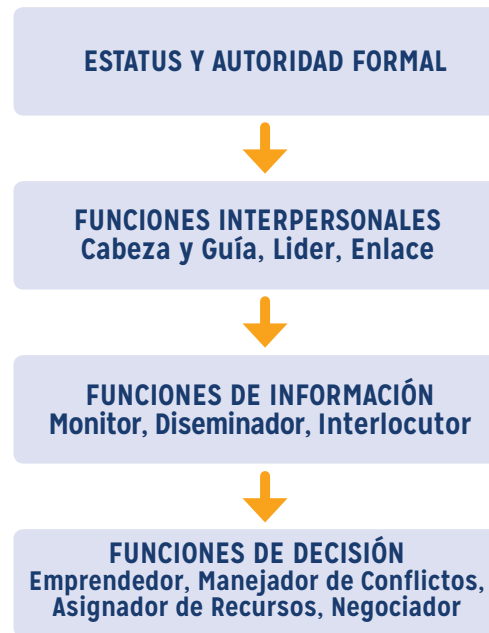 ESTATUS Y AUTORIDAD FORMAL
FUNCIONES INTERPERSONALES
Cabeza y Guía, Lider, Enlace
FUNCIONES DE INFORMACIÓN
Monitor, Diseminador, Interlocutor
FUNCIONES DE DECISIÓN
Emprendedor, Manejador de Conflictos,
Asignador de Recursos, Negociador